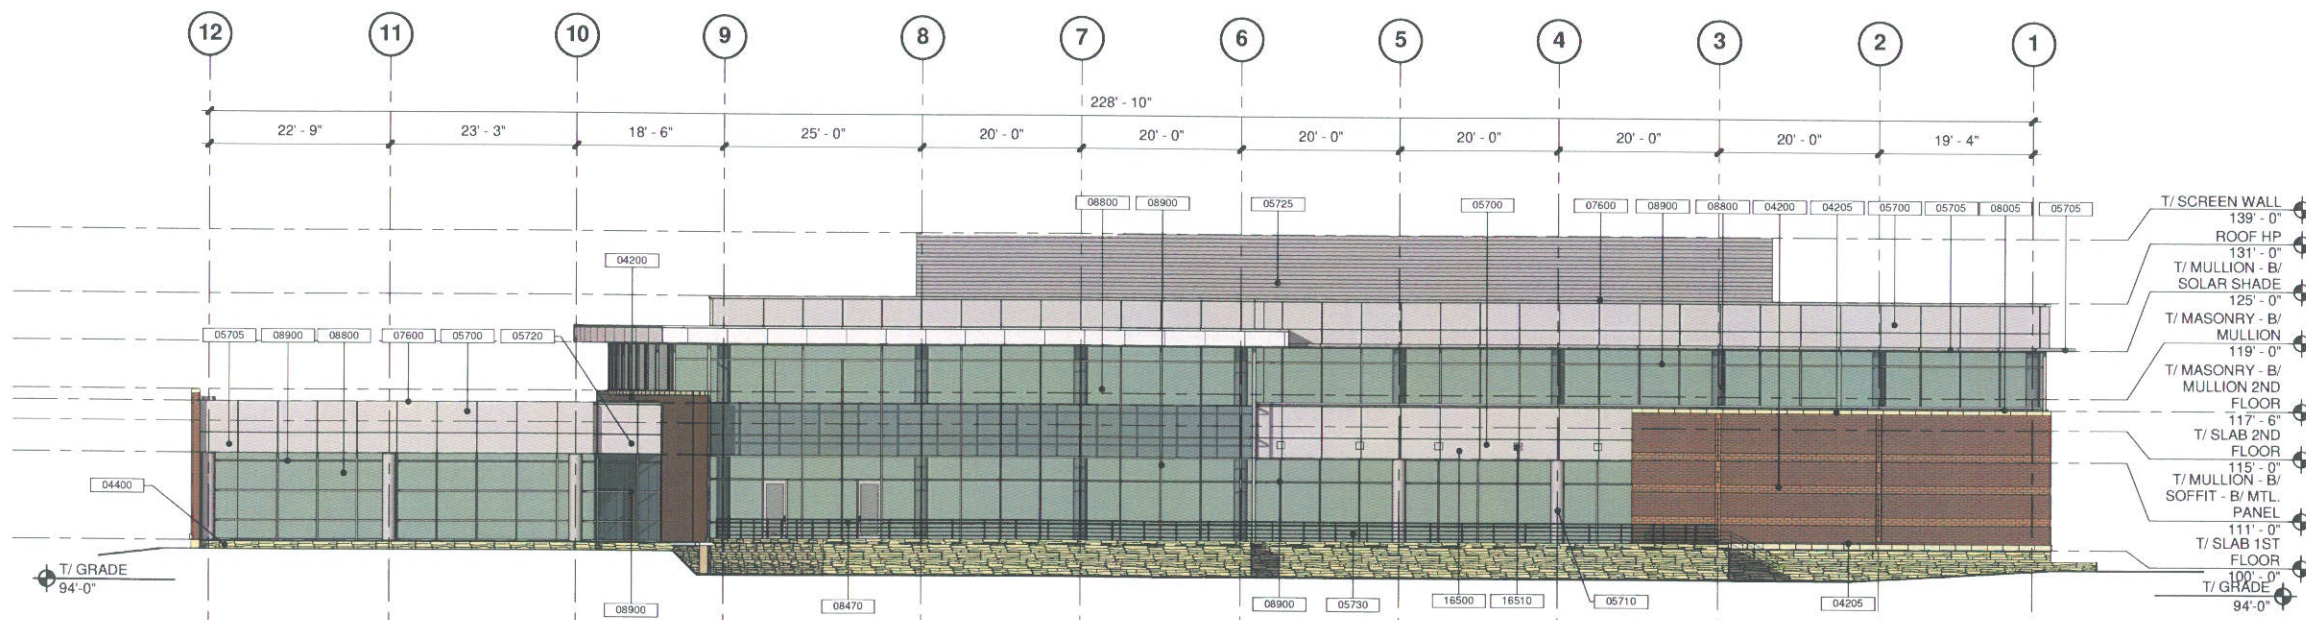 12 11 10 9 8 7 6 5 4 3 2 1
228' - 10"
22' - 9" 23' - 3" 18' - 6" 25' - 0" 20' - 0" 20' - 0" 20' - 0" 20' - 0" 20' - 0" 20' - 0" 19' - 4"
08800 08900 05725 05700 07600 08900 08800 04200 04205 05700 05705 08005 05705
04200
05705 08900 08800 07600 05700 05720
04400
T/ SCREEN WALL
139' - 0"
ROOF HP
131' - 0"
T/ MULLION - B/
SOLAR SHADE
125' - 0"
T/ MASONRY - B/
MULLION
119' - 0"
T/ MASONRY - B/
MULLION 2ND
FLOOR
117' - 6"
T/ SLAB 2ND
FLOOR
115' - 0"
T/ MULLION - B/
SOFFIT - B/ MTL.
PANEL
111' - 0"
T/ SLAB 1ST
FLOOR
100' - 0"
T/ GRADE
94'-0"
T/ GRADE
94'-0"
08900 08470 08900 05730 16500 16510 05710 04205